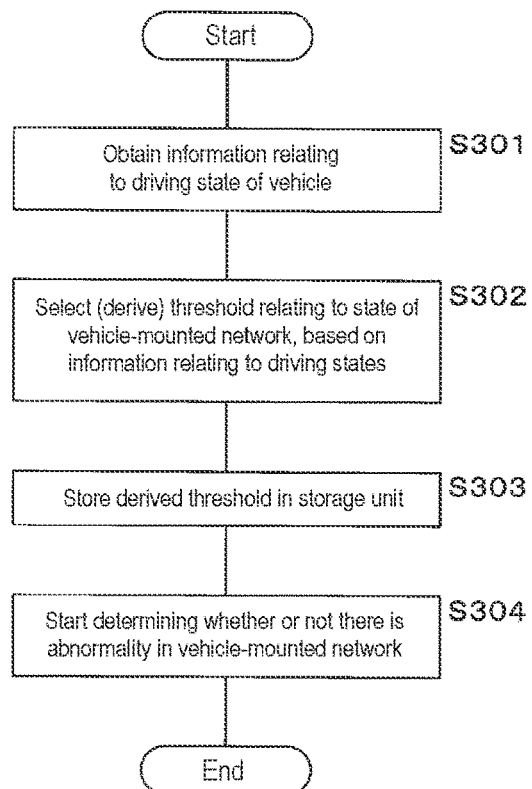 Start
S301
Obtain information relating
to driving state of vehicle
S302
Select (derive) threshold relating to state of
vehicle-mounted network, based on
information relating to driving states
S303
Store derived threshold in storage unit
S304
Start determining whether or not there is
abnormality in vehicle-mounted network
End